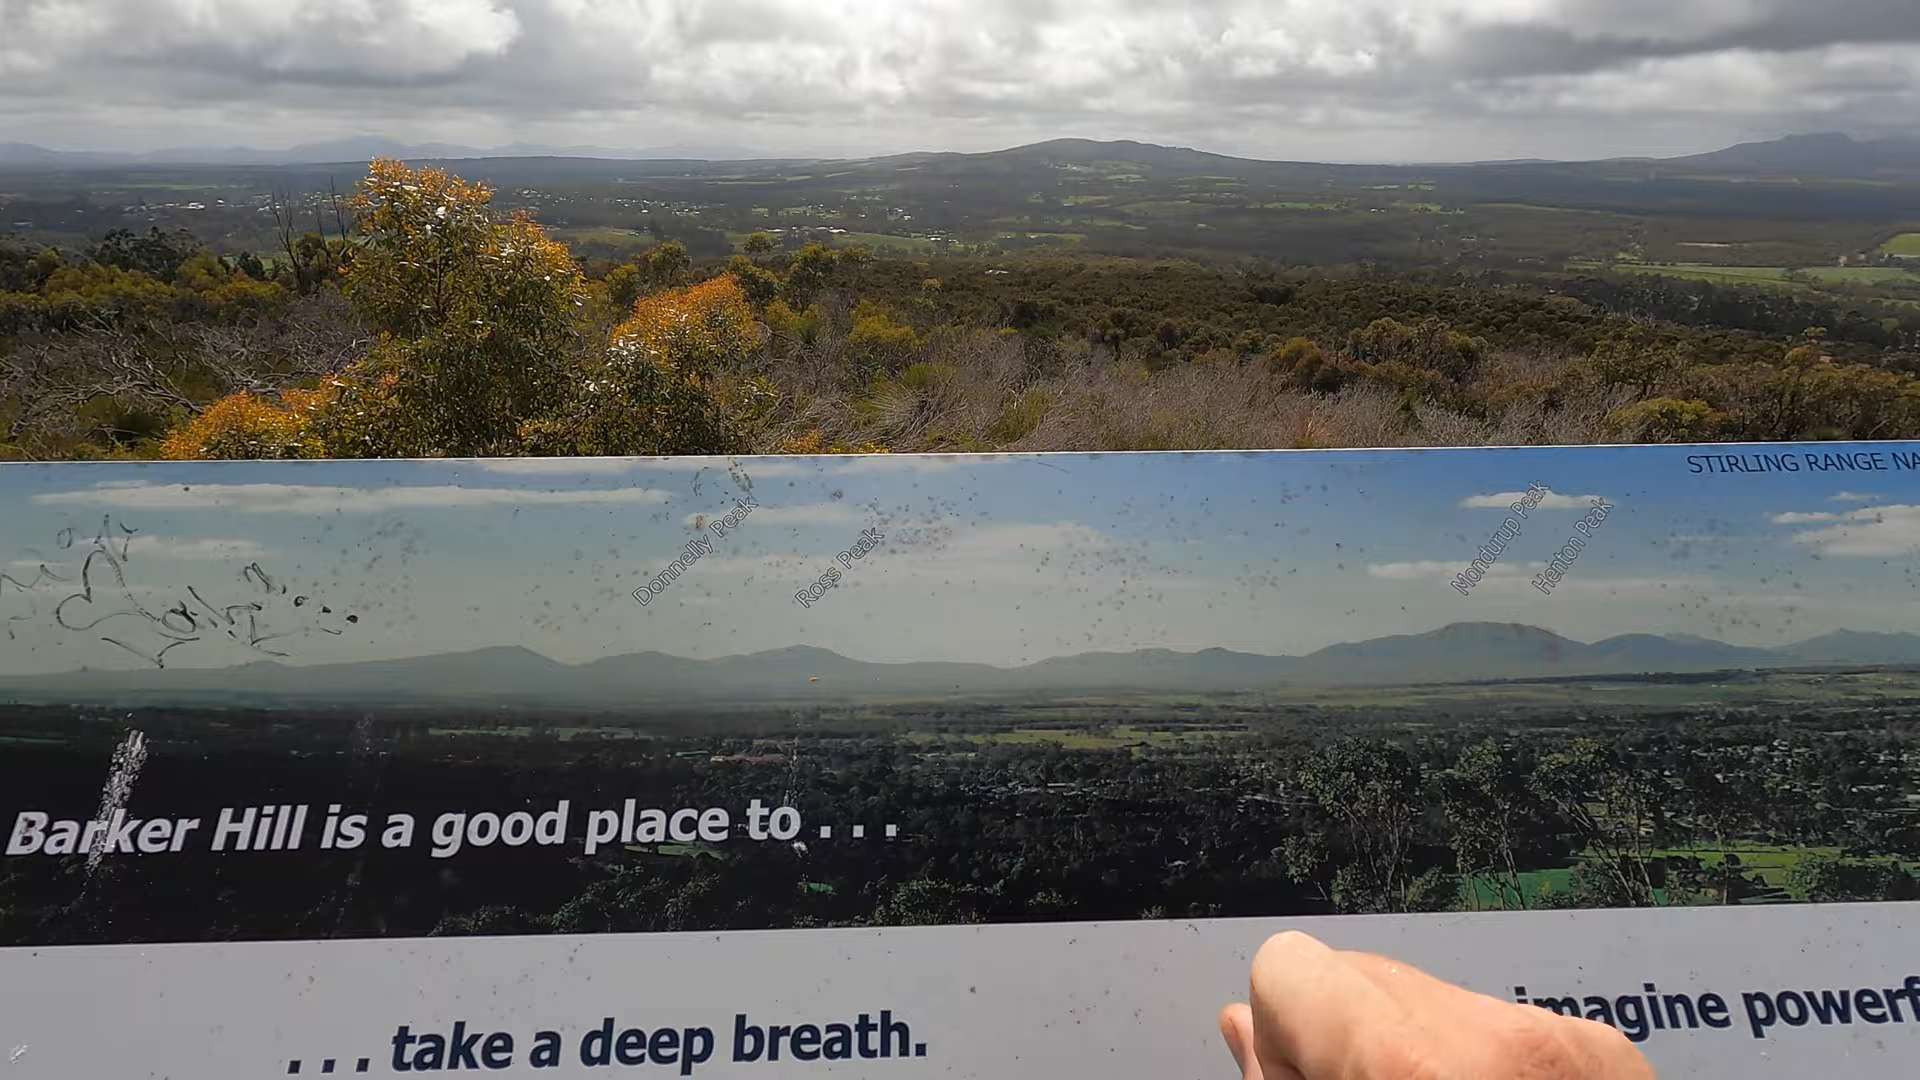 STIRLING RANGE NA
Donnelly Peak
Ross Peak
Mondurup Peak
Henton Peak
Barker Hill is a good place to . . .
. . . take a deep breath.
imagine powerf